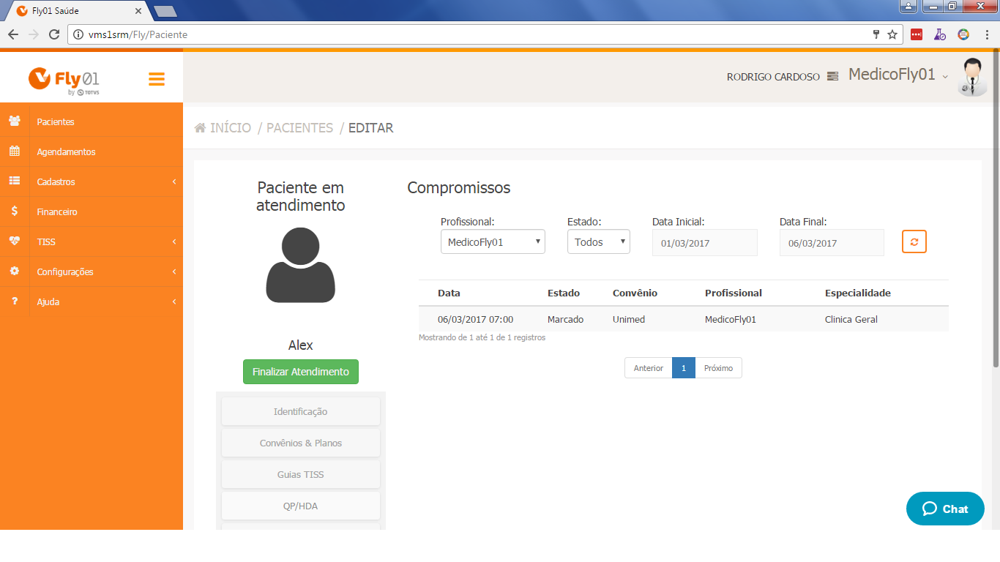 Fly01 Saúde
vms1srm/Fly/Paciente
Fly01
by TOTVS
RODRIGO CARDOSO MedicoFly01
Pacientes
Agendamentos
Cadastros
Financeiro
TISS
Configurações
Ajuda
INÍCIO / PACIENTES / EDITAR
Paciente em
atendimento
Alex
Finalizar Atendimento
Identificação
Convênios & Planos
Guias TISS
QP/HDA
Compromissos
Profissional: Estado: Data Inicial: Data Final:
MedicoFly01 Todos 01/03/2017 06/03/2017
Data Estado Convênio Profissional Especialidade
06/03/2017 07:00 Marcado Unimed MedicoFly01 Clinica Geral
Mostrando de 1 até 1 de 1 registros
Anterior 1 Próximo
Chat